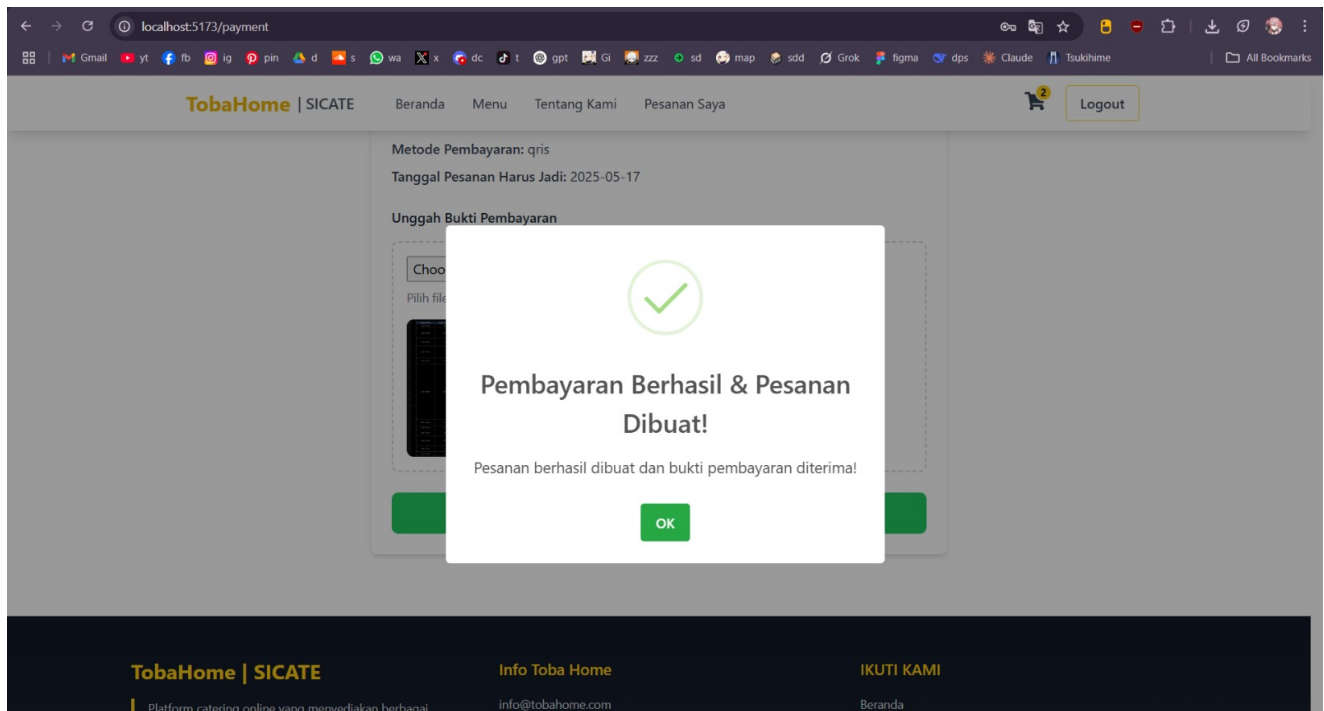 localhost:5173/payment
Gmail yt fb ig pin d s wa x dc t gpt Gi zzz sd map sdd Grok figma dps Claude Tsukihime All Bookmarks
TobaHome | SICATE Beranda Menu Tentang Kami Pesanan Saya 2 Logout
Metode Pembayaran: qris
Tanggal Pesanan Harus Jadi: 2025-05-17
Unggah Bukti Pembayaran
Choo
Pilih file
Pembayaran Berhasil & Pesanan
Dibuat!
Pesanan berhasil dibuat dan bukti pembayaran diterima!
OK
TobaHome | SICATE Info Toba Home IKUTI KAMI
Platform catering online yang menyediakan berbagai info@tobahome.com Beranda